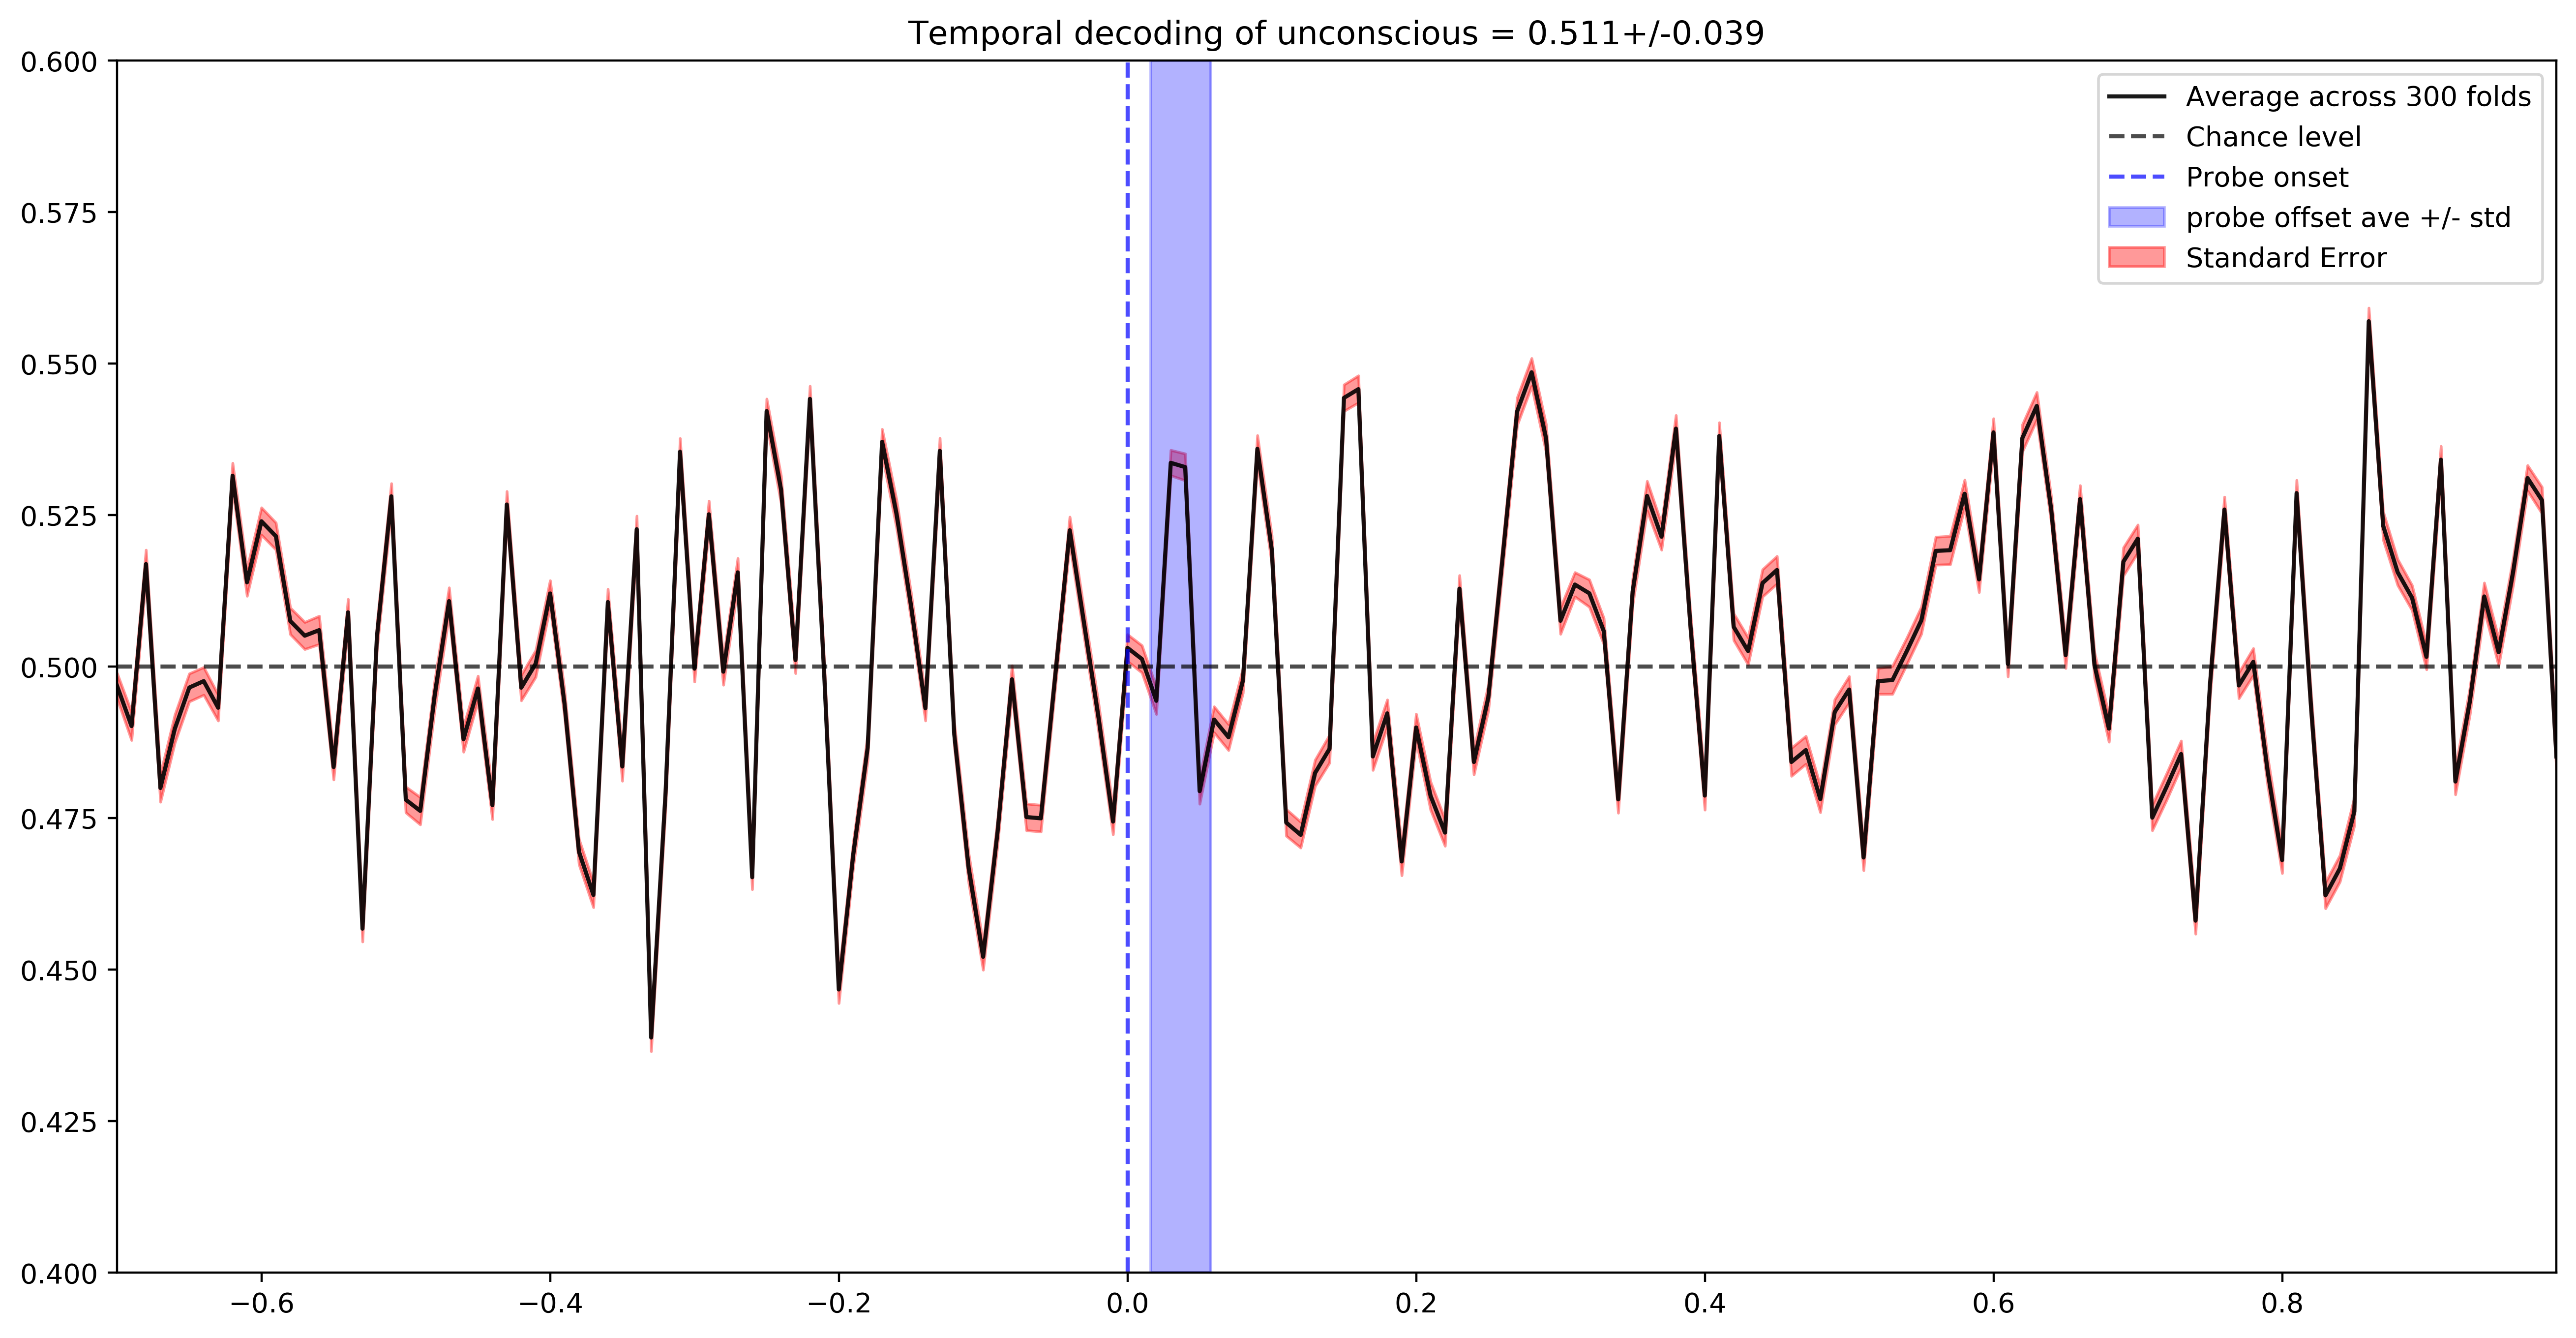 Temporal decoding of unconscious = 0.511+/-0.039
0.600
0.575
0.550
0.525
0.500
0.475
0.450
0.425
0.400
Average across 300 folds
Chance level
Probe onset
probe offset ave +/- std
Standard Error
−0.6
−0.4
−0.2
0.0
0.2
0.4
0.6
0.8